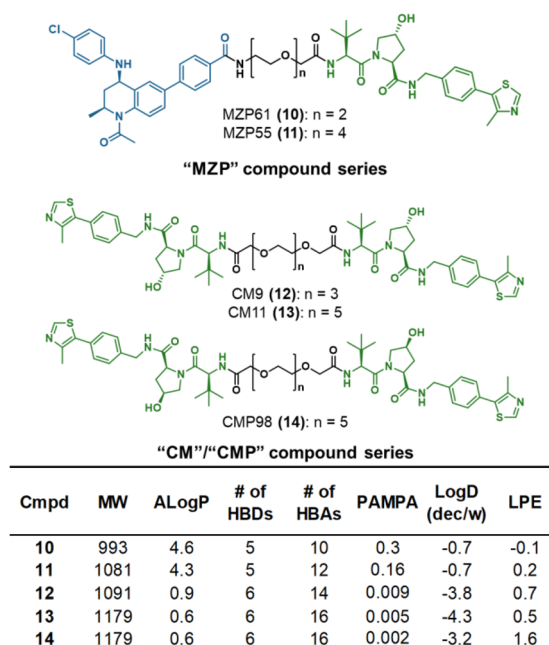 Cl
HN
O
N
H
O
n
O
N
H
O
N
OH
O
NH
S
N
N
O
MZP61 (10): n = 2
MZP55 (11): n = 4
"MZP" compound series
S
N
H
N
O
N
O
H
N
O
HO
O
O
n
O
N
H
O
N
OH
O
NH
S
N
CM9 (12): n = 3
CM11 (13): n = 5
S
N
H
N
O
N
O
H
N
O
HO
O
O
n
O
N
H
O
N
OH
O
NH
S
N
CMP98 (14): n = 5
"CM"/"CMP" compound series
Cmpd MW ALogP # of HBDs # of HBAs PAMPA LogD (dec/w) LPE
10 993 4.6 5 10 0.3 -0.7 -0.1
11 1081 4.3 5 12 0.16 -0.7 0.2
12 1091 0.9 6 14 0.009 -3.8 0.7
13 1179 0.6 6 16 0.005 -4.3 0.5
14 1179 0.6 6 16 0.002 -3.2 1.6